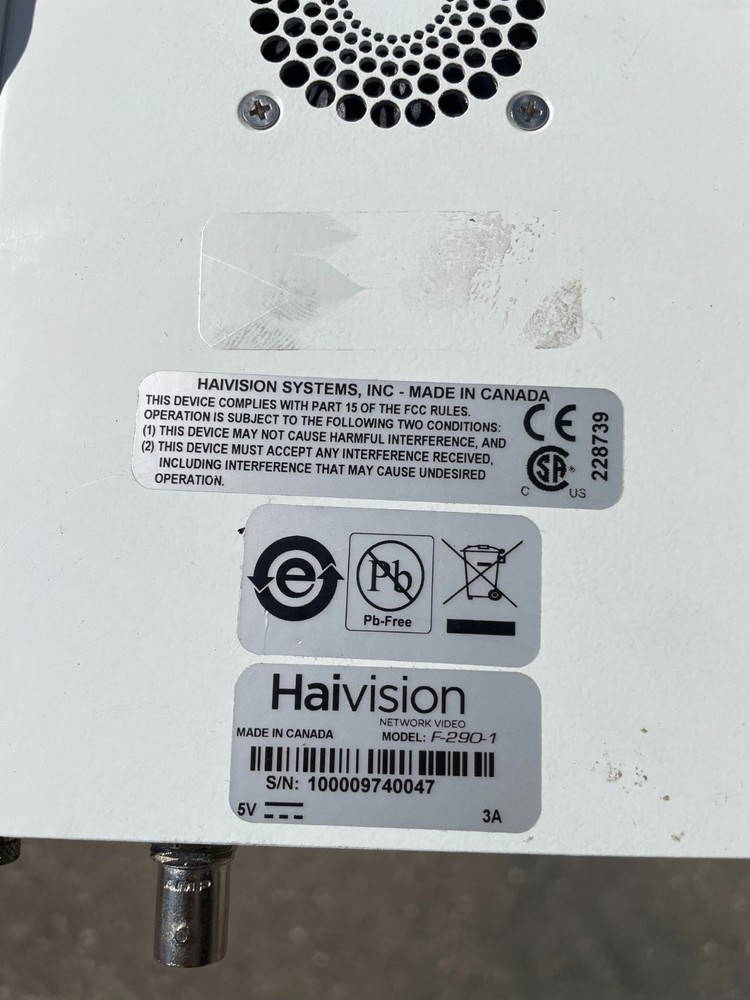 HAIVISION SYSTEMS, INC - MADE IN CANADA
THIS DEVICE COMPLIES WITH PART 15 OF THE FCC RULES.
OPERATION IS SUBJECT TO THE FOLLOWING TWO CONDITIONS:
(1) THIS DEVICE MAY NOT CAUSE HARMFUL INTERFERENCE, AND
(2) THIS DEVICE MUST ACCEPT ANY INTERFERENCE RECEIVED,
INCLUDING INTERFERENCE THAT MAY CAUSE UNDESIRED
OPERATION.
CE
SA®
C US
228739
e
Pb
Pb-Free
Haivision
NETWORK VIDEO
MADE IN CANADA MODEL: F-290-1
S/N: 100009740047
5V 3A
AMP